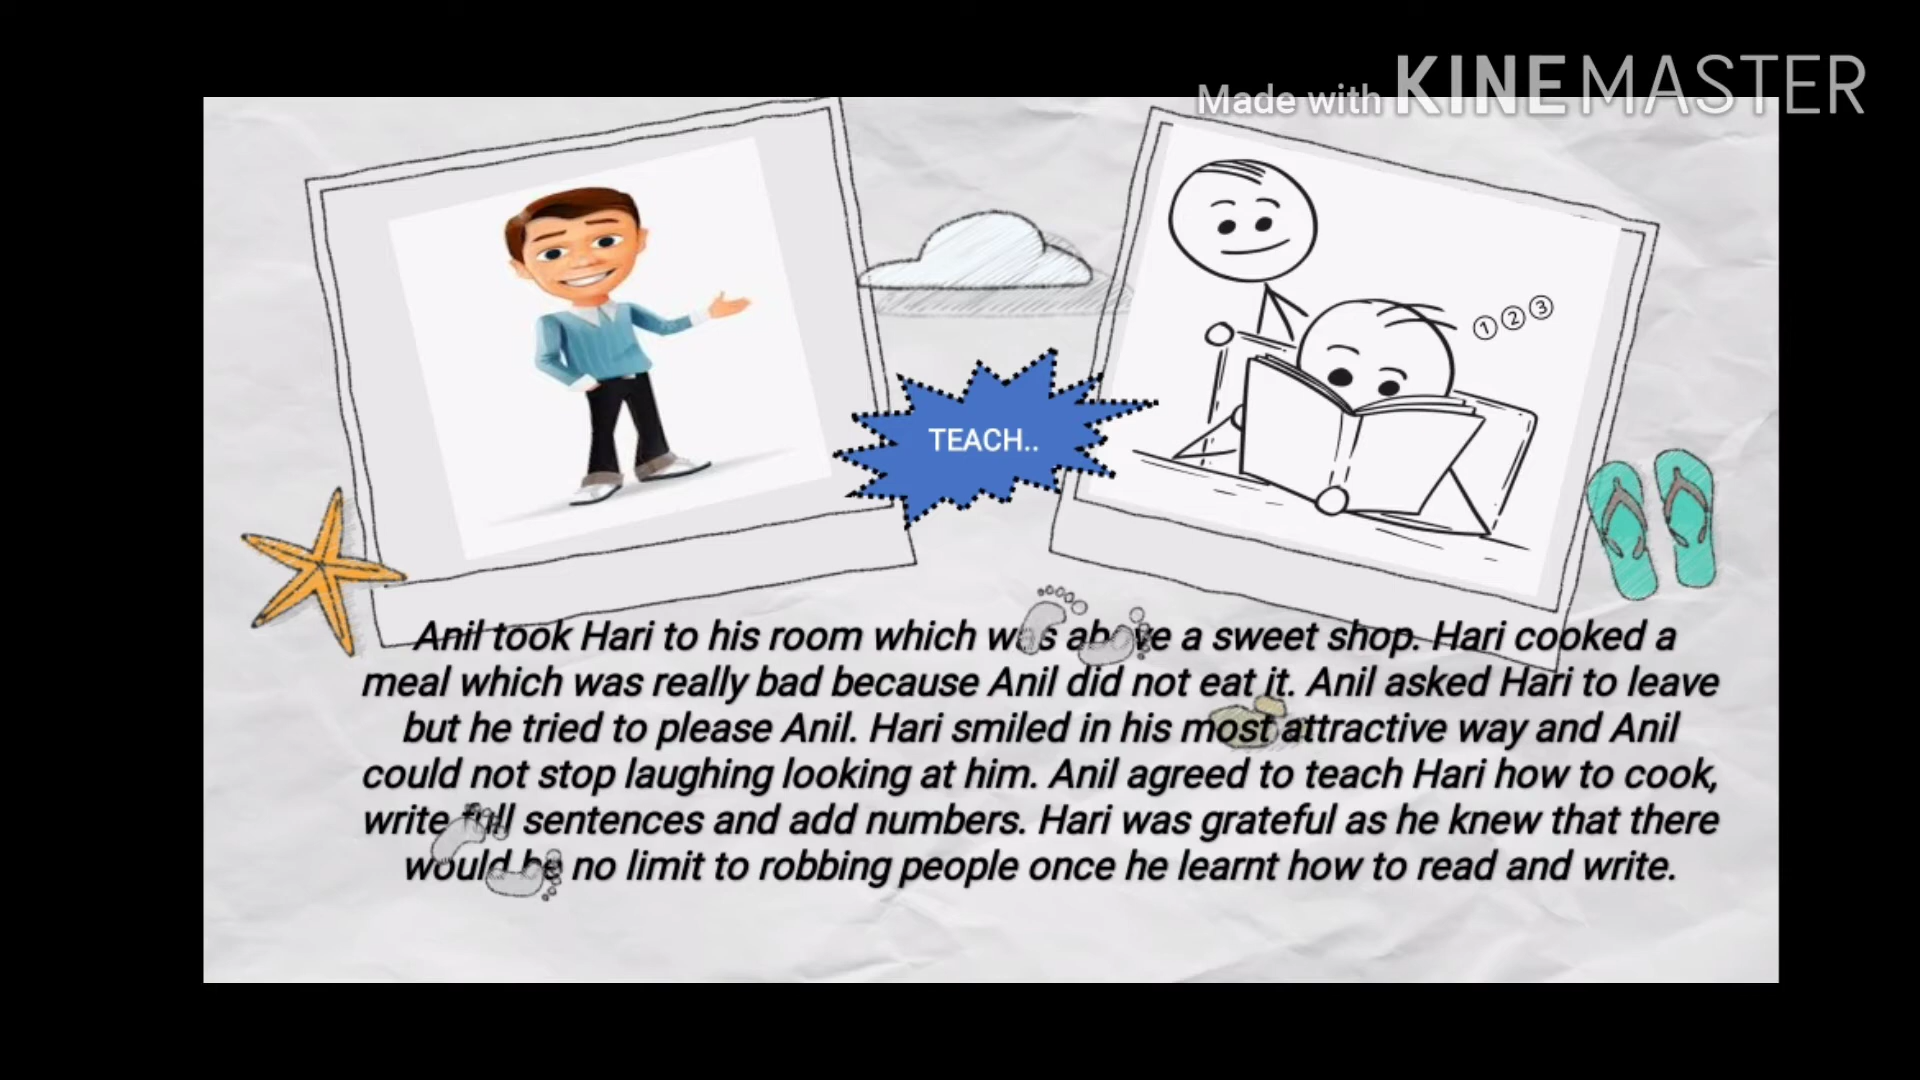 Made with KINEMASTER
TEACH..
1 2 3
Anil took Hari to his room which was above a sweet shop. Hari cooked a
meal which was really bad because Anil did not eat it. Anil asked Hari to leave
but he tried to please Anil. Hari smiled in his most attractive way and Anil
could not stop laughing looking at him. Anil agreed to teach Hari how to cook,
write full sentences and add numbers. Hari was grateful as he knew that there
would be no limit to robbing people once he learnt how to read and write.